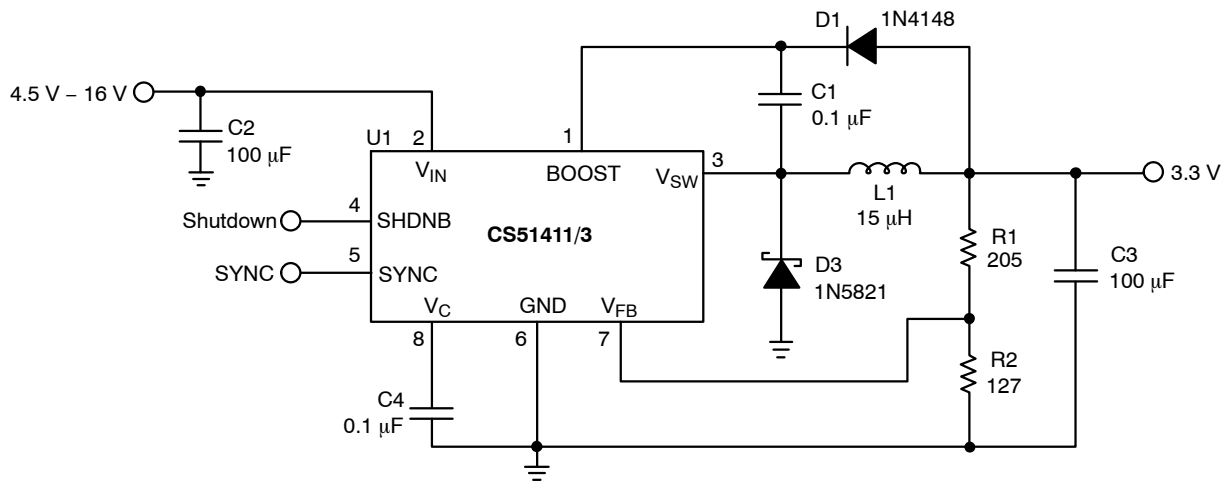 D1
1N4148
4.5 V – 16 V
C2
100 μF
U1
2
1
C1
0.1 μF
3
V_IN
BOOST
V_SW
3.3 V
L1
15 μH
Shutdown
4
SHDNB
CS51411/3
R1
205
SYNC
5
SYNC
D3
1N5821
C3
100 μF
V_C
GND
V_FB
8
6
7
R2
127
C4
0.1 μF